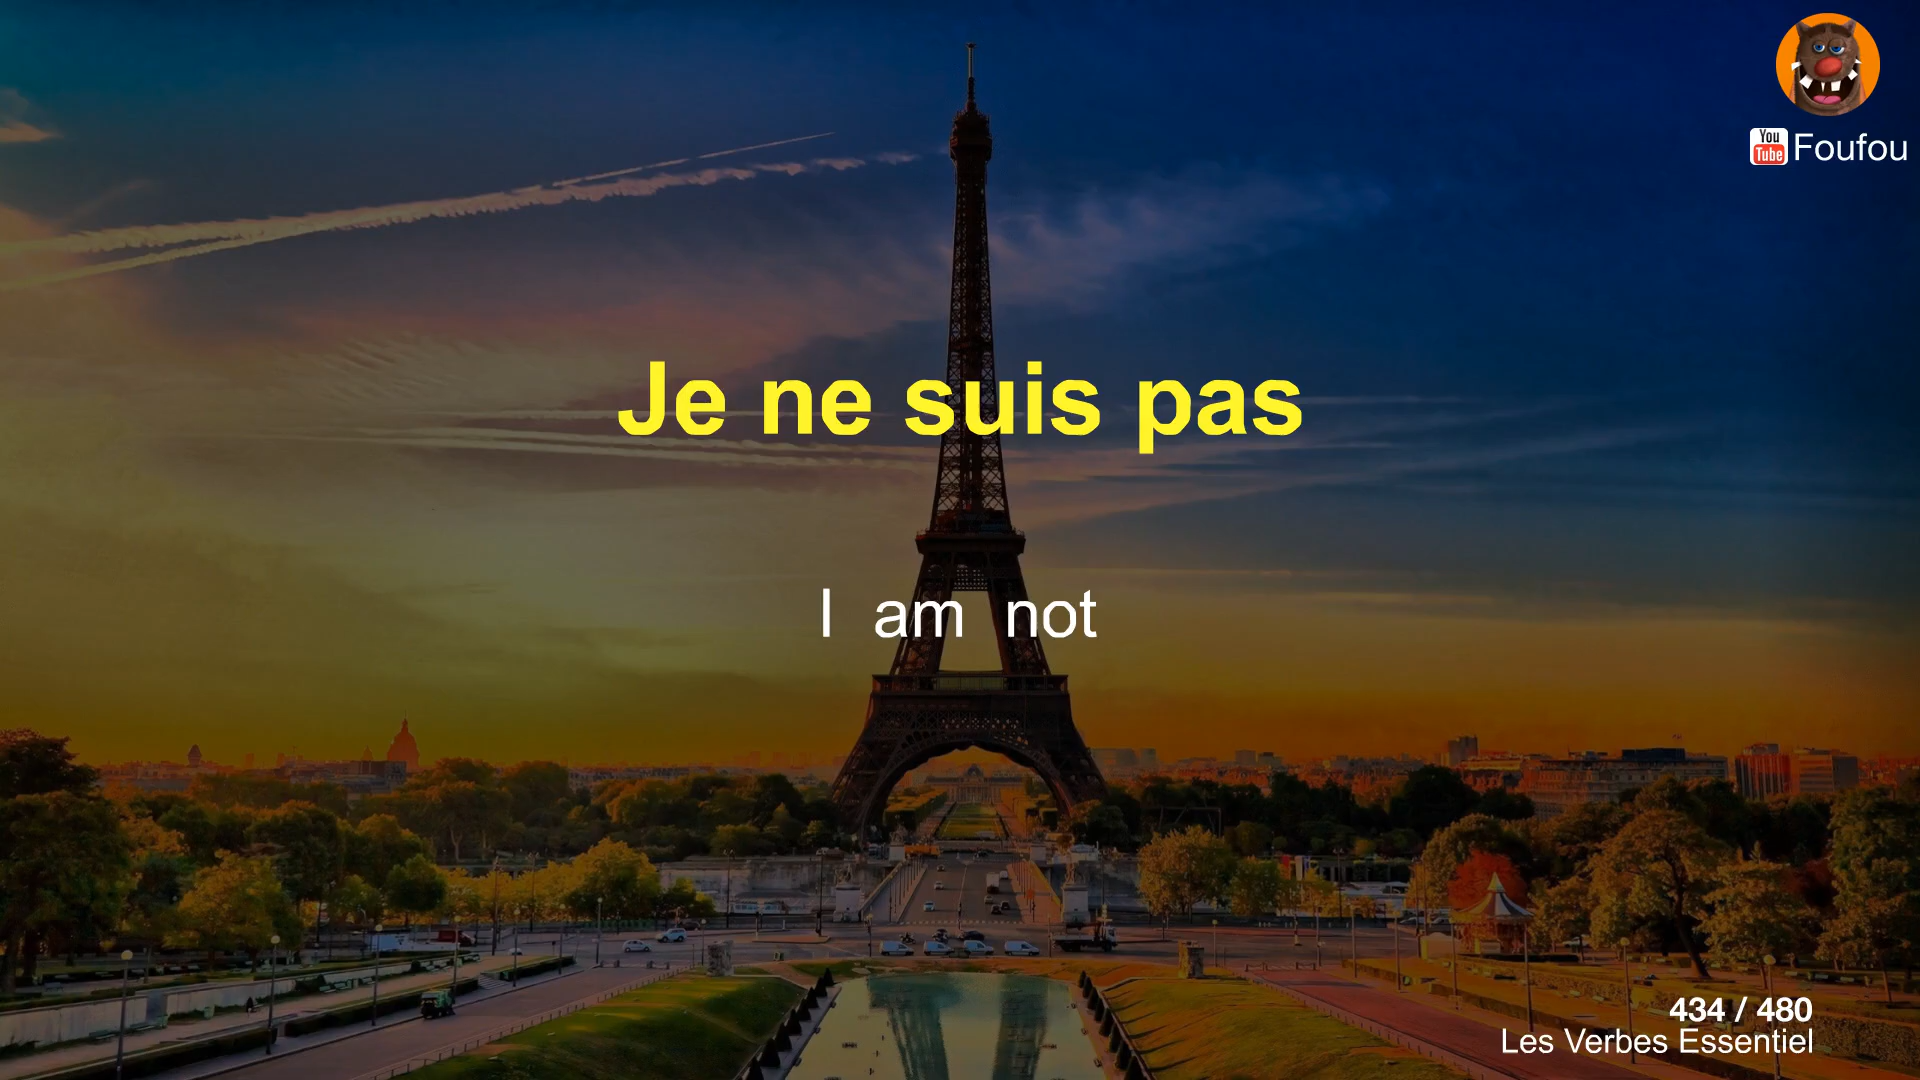 You
Tube Foufou
Je ne suis pas
I am not
434 / 480
Les Verbes Essentiel